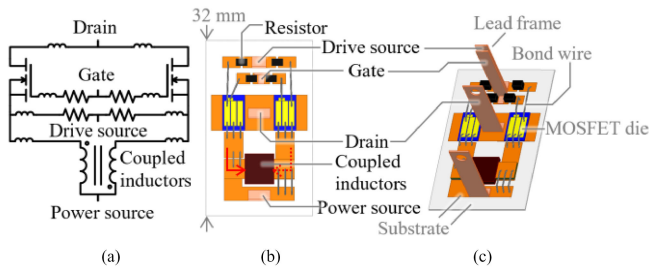 Drain
Gate
Drive source
Coupled
inductors
Power source
(a)
32 mm
Resistor
Drive source
Gate
Drain
Coupled
inductors
Power source
(b)
Lead frame
Bond wire
MOSFET die
Substrate
(c)